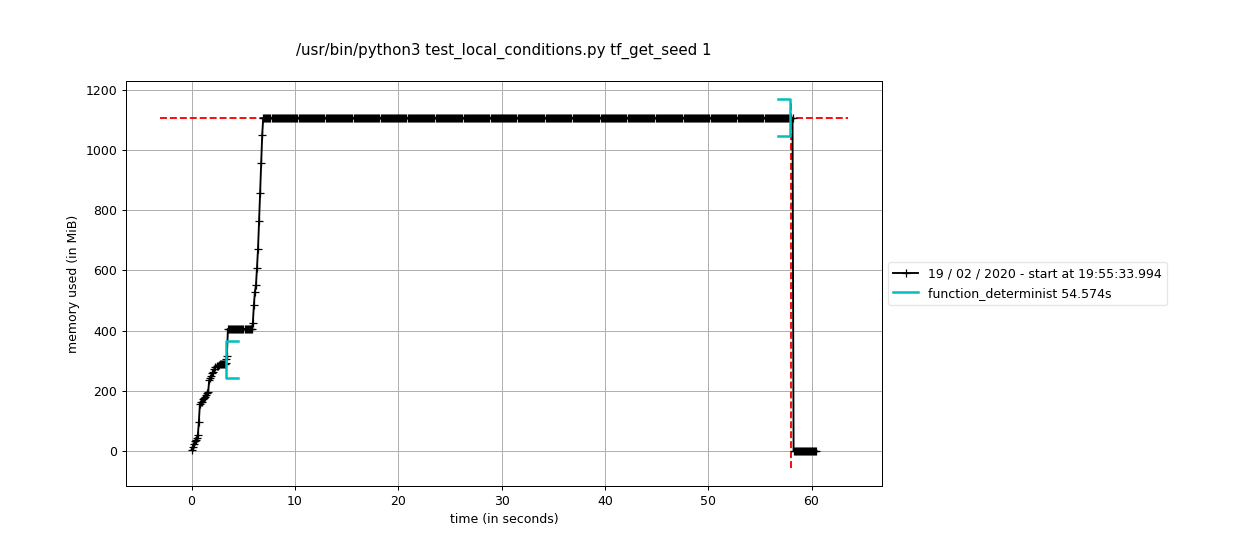 /usr/bin/python3 test_local_conditions.py tf_get_seed 1
1200
1000
800
600
400
200
0
memory used (in MiB)
0 10 20 30 40 50 60
time (in seconds)
19 / 02 / 2020 - start at 19:55:33.994
function_determinist 54.574s